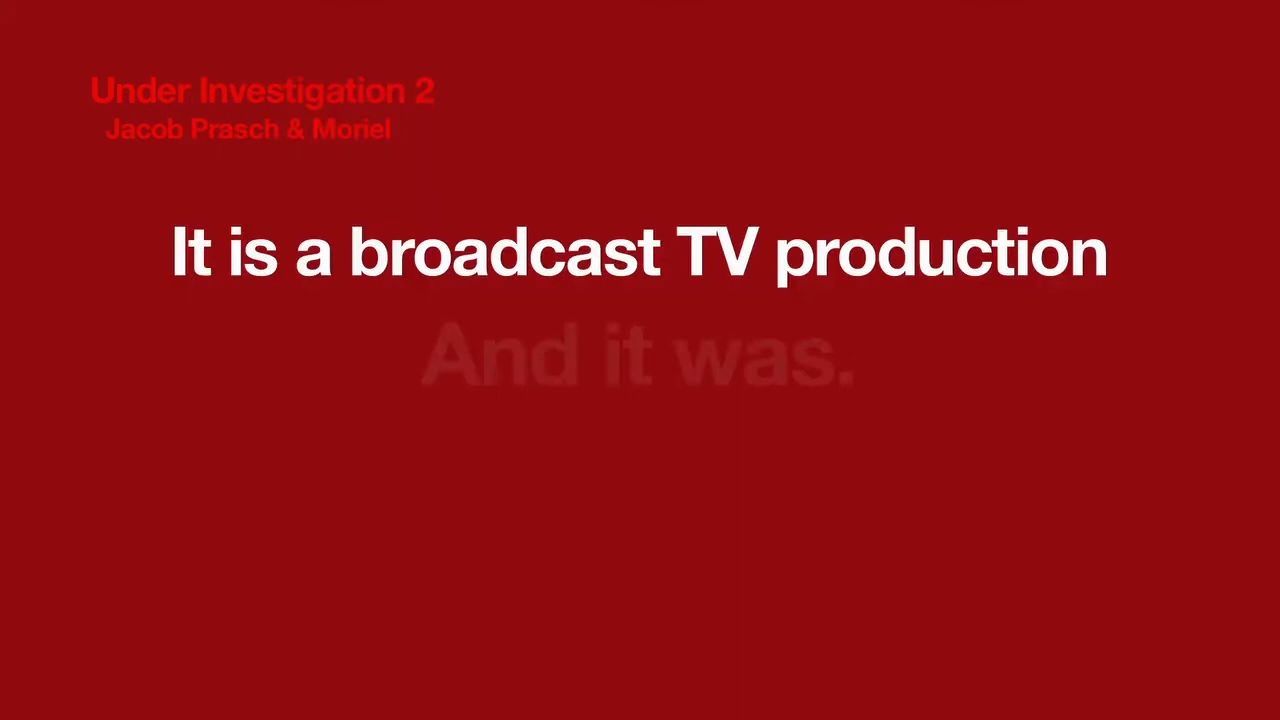 Under Investigation 2
Jacob Prasch & Moriel
It is a broadcast TV production
And it was.